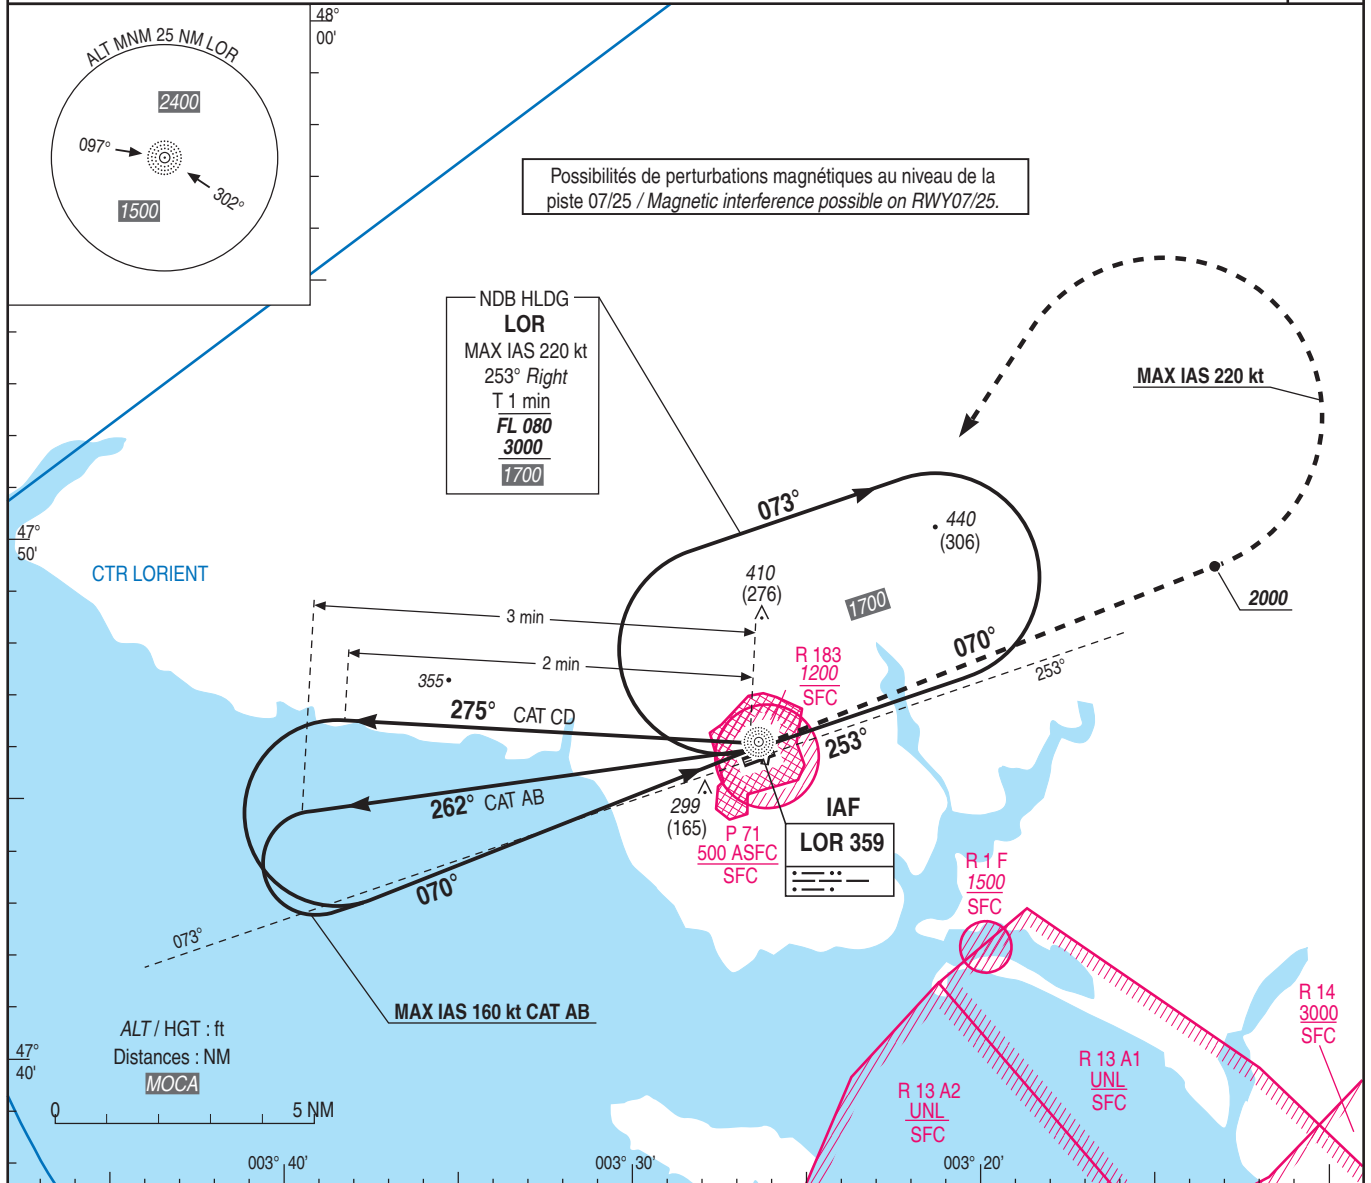 ALT MNM 25 NM LOR
2400
097°
302°
1500
48°
00'
Possibilités de perturbations magnétiques au niveau de la
piste 07/25 / Magnetic interference possible on RWY07/25.
NDB HLDG
LOR
MAX IAS 220 kt
253° Right
T 1 min
FL 080
3000
1700
MAX IAS 220 kt
073°
440
(306)
47°
50'
CTR LORIENT
410
(276)
1700
2000
3 min
2 min
070°
253°
R 183
1200
SFC
355
275° CAT CD
253°
262° CAT AB
299
(165)
P 71
500 ASFC
SFC
IAF
LOR 359
070°
073°
R 1 F
1500
SFC
MAX IAS 160 kt CAT AB
R 14
3000
SFC
ALT / HGT : ft
Distances : NM
MOCA
47°
40'
R 13 A1
UNL
SFC
R 13 A2
UNL
SFC
0
5 NM
003° 40'
003° 30'
003° 20'